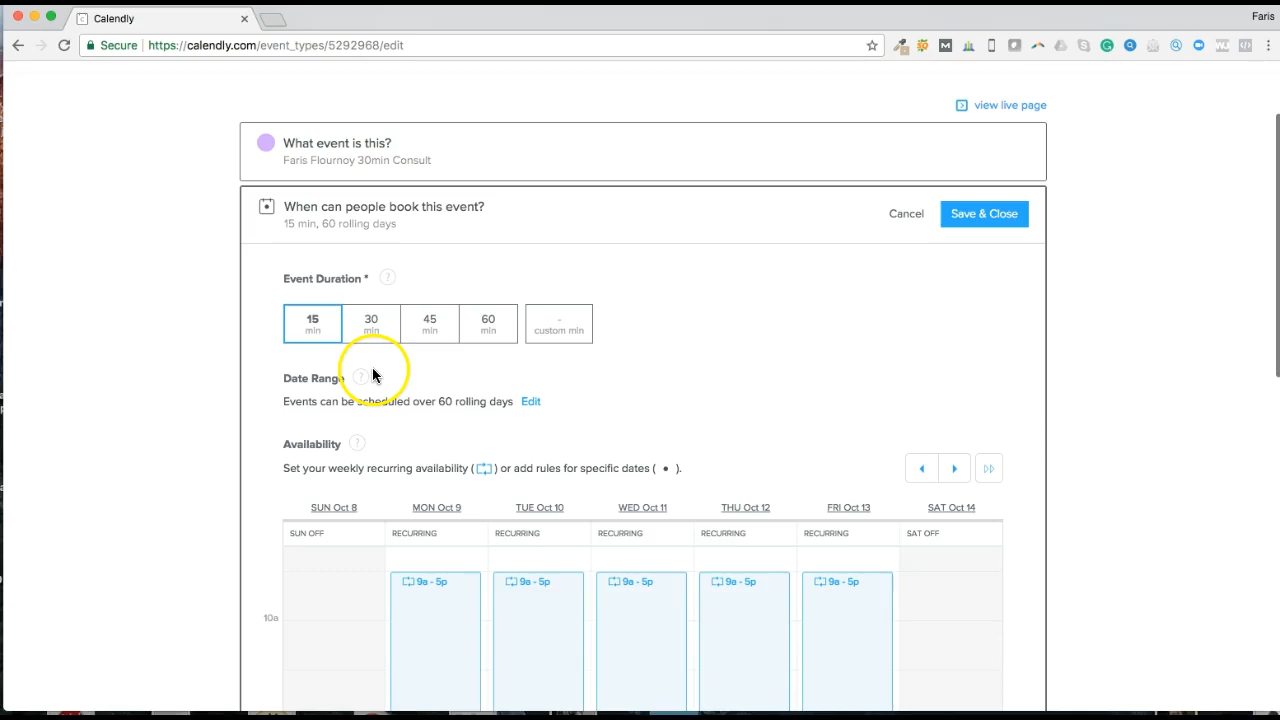 Calendly
Faris
Secure https://calendly.com/event_types/5292968/edit
view live page
What event is this?
Faris Flournoy 30min Consult
When can people book this event?
15 min, 60 rolling days
Cancel
Save & Close
Event Duration * ?
15 30 45 60 -
min min min min custom min
Date Range ?
Events can be scheduled over 60 rolling days Edit
Availability ?
Set your weekly recurring availability ( ) or add rules for specific dates ( • ).
SUN Oct 8 MON Oct 9 TUE Oct 10 WED Oct 11 THU Oct 12 FRI Oct 13 SAT Oct 14
SUN OFF RECURRING RECURRING RECURRING RECURRING RECURRING SAT OFF
9a - 5p 9a - 5p 9a - 5p 9a - 5p 9a - 5p
10a